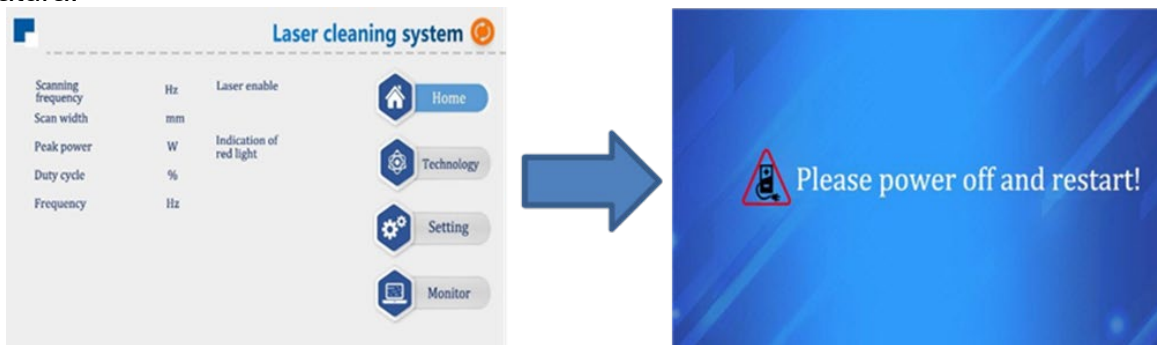 Laser cleaning system
Scanning
frequency
Hz
Laser enable
Scan width
mm
Peak power
W
Indication of
red light
Duty cycle
%
Frequency
Hz
Home
Technology
Setting
Monitor
Please power off and restart!